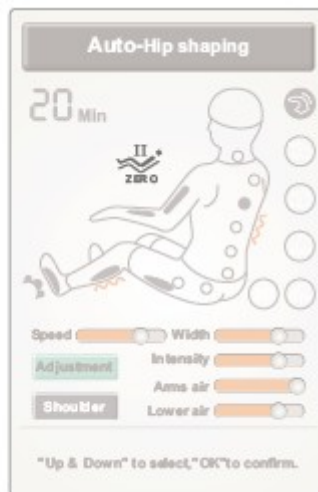 Auto-Hip shaping
20 Min
II
ZERO
Speed Width
Adjustment Intensity
Arms air
Shoulder Lower air
"Up & Down" to select,"OK"to confirm.